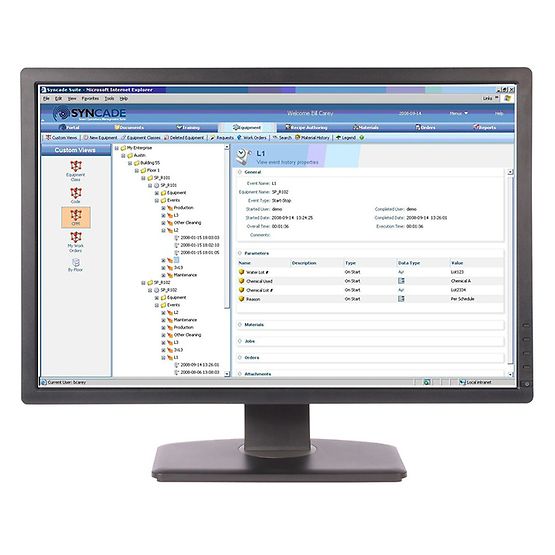 Syncade Suite - Microsoft Internet Explorer
File Edit View Favorites Tools Help
Links
SYNCADE
Welcome Bill Carey 2008-09-14 Menus Help
Portal Documents Training Equipment Recipe Authoring Materials Orders Reports
Custom Views New Equipment Equipment Classes Deleted Equipment Requests Work Orders Search Material History Legend
Custom Views
Equipment Class
Code
My Work Orders
By Floor
My Enterprise
Austin
Building 55
Floor 1
SP_R101
SP_R101
Equipment
Events
Production
L3
Other Cleaning
L2
2008-01-15 18:03:03
2008-01-15 18:02:10
2008-01-15 18:01:05
L1
3x13
Maintenance
SP_R102
SP_R102
Equipment
Events
L2
Maintenance
Production
Other Cleaning
L3
3x13
L1
2008-09-14 13:26:01
2008-08-06 13:08:03
L1
View event history properties
General
Event Name: L1
Equipment Name: SP_R102
Event Type: Start-Stop
Started User: demo Completed User: demo
Started Date: 2008-09-14 13:24:25 Completed Date: 2008-09-14 13:26:01
Overall Time: 00:01:36 Execution Time: 00:01:36
Comments:
Parameters
Name Description Type Data Type Value
Water Lot # On Start Lot123
Chemical Used On Start Chemical A
Chemical Lot # On Start Lot2334
Reason On Start Per Schedule
Materials
Jobs
Orders
Attachments
Current User: bcarey
Local intranet